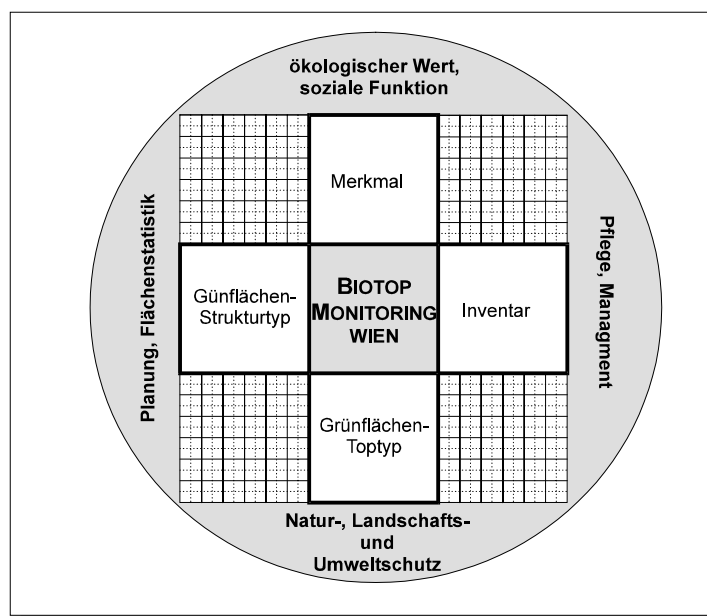 ökologischer Wert,
soziale Funktion
Merkmal
Planung, Flächenstatistik
Günflächen-
Strukturtyp
BIOTOP
MONITORING
WIEN
Inventar
Pflege, Managment
Grünflächen-
Toptyp
Natur-, Landschafts-
und
Umweltschutz